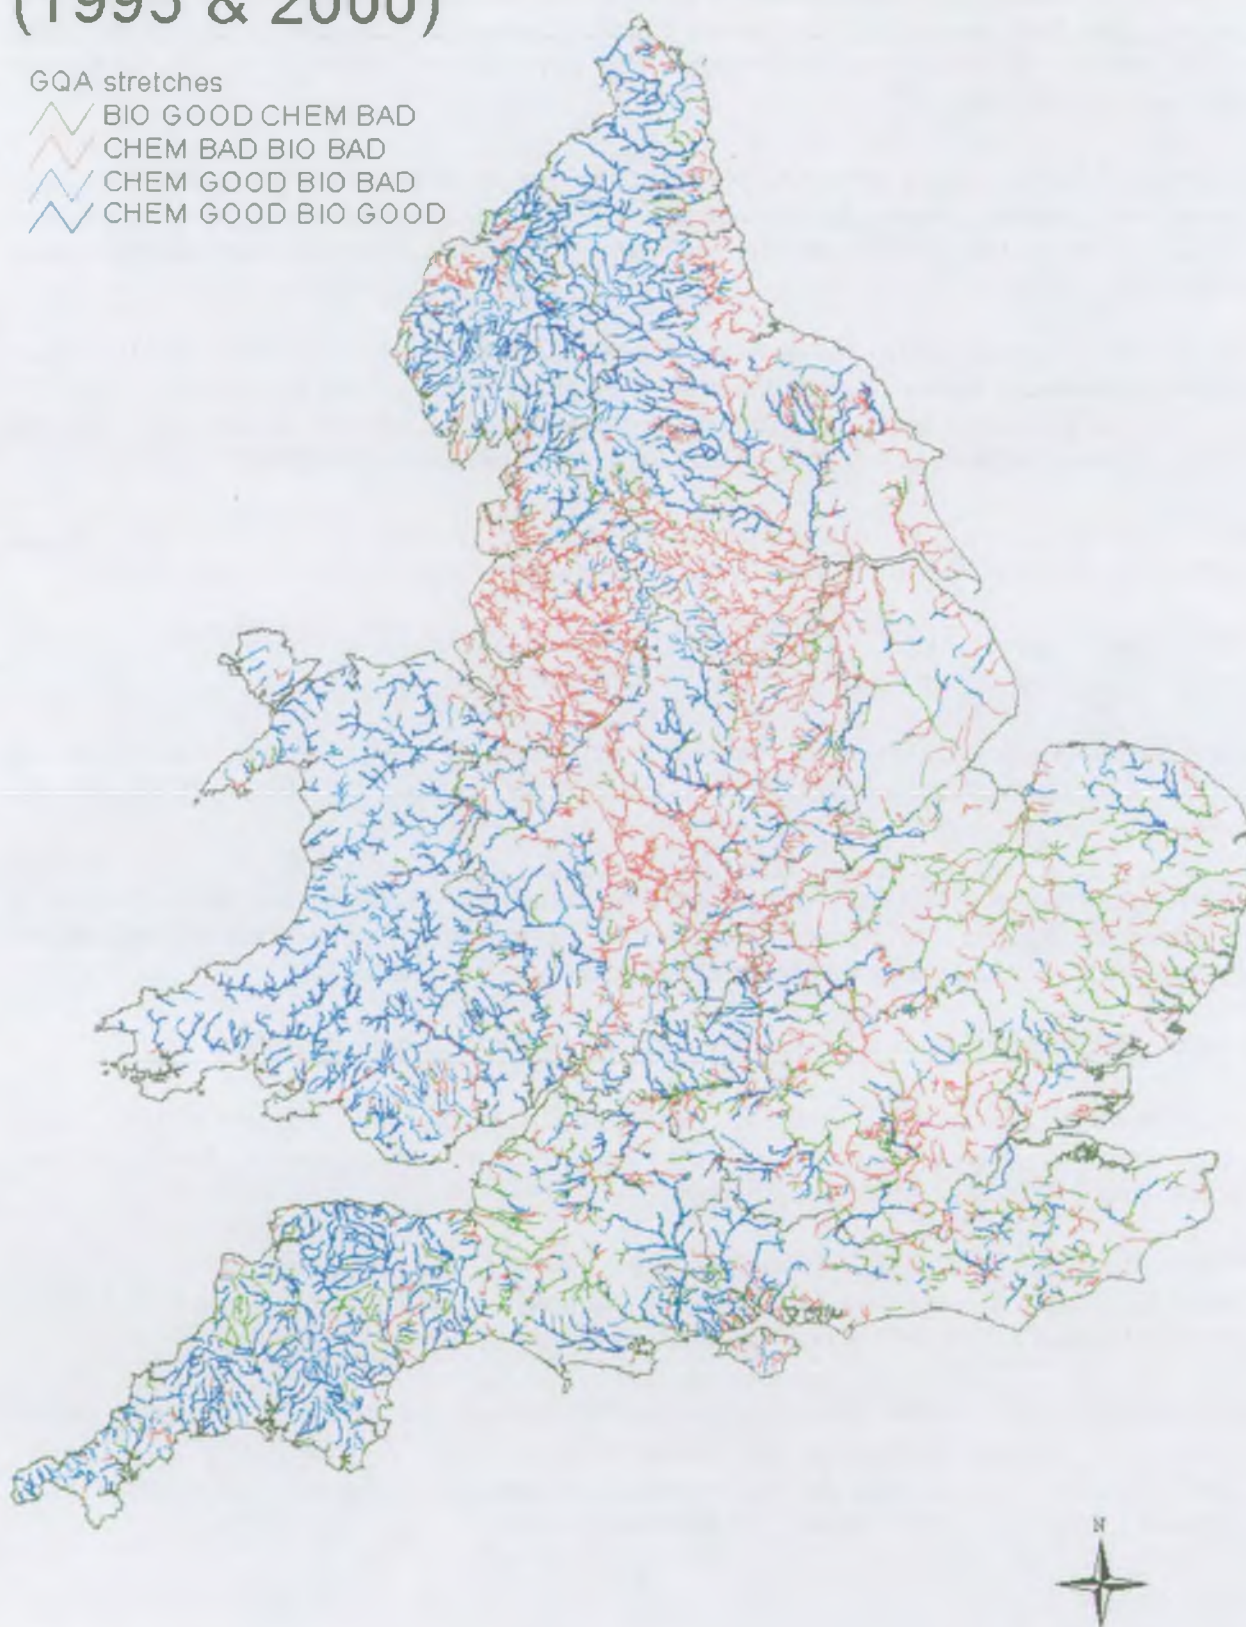 (1995 & 2000)
GQA stretches
BIO GOOD CHEM BAD
CHEM BAD BIO BAD
CHEM GOOD BIO BAD
CHEM GOOD BIO GOOD
N